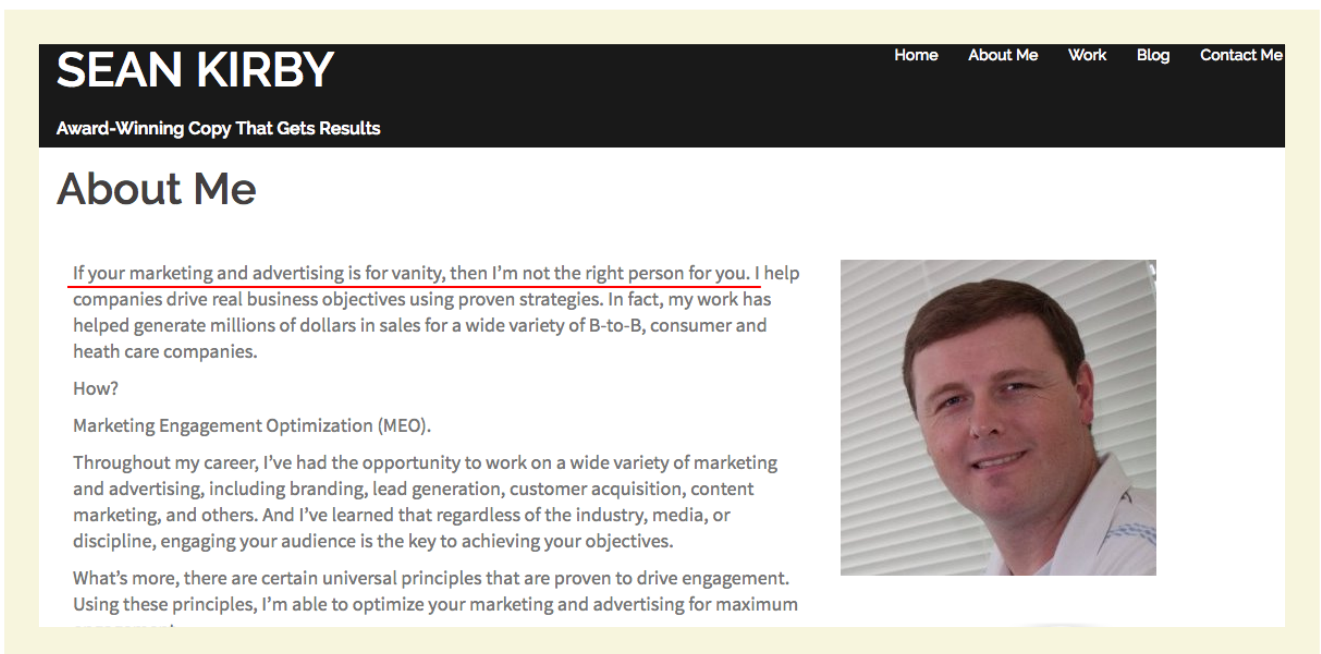 SEAN KIRBY
Home About Me Work Blog Contact Me
Award-Winning Copy That Gets Results
About Me
If your marketing and advertising is for vanity, then I’m not the right person for you. I help
companies drive real business objectives using proven strategies. In fact, my work has
helped generate millions of dollars in sales for a wide variety of B-to-B, consumer and
heath care companies.
How?
Marketing Engagement Optimization (MEO).
Throughout my career, I’ve had the opportunity to work on a wide variety of marketing
and advertising, including branding, lead generation, customer acquisition, content
marketing, and others. And I’ve learned that regardless of the industry, media, or
discipline, engaging your audience is the key to achieving your objectives.
What’s more, there are certain universal principles that are proven to drive engagement.
Using these principles, I’m able to optimize your marketing and advertising for maximum